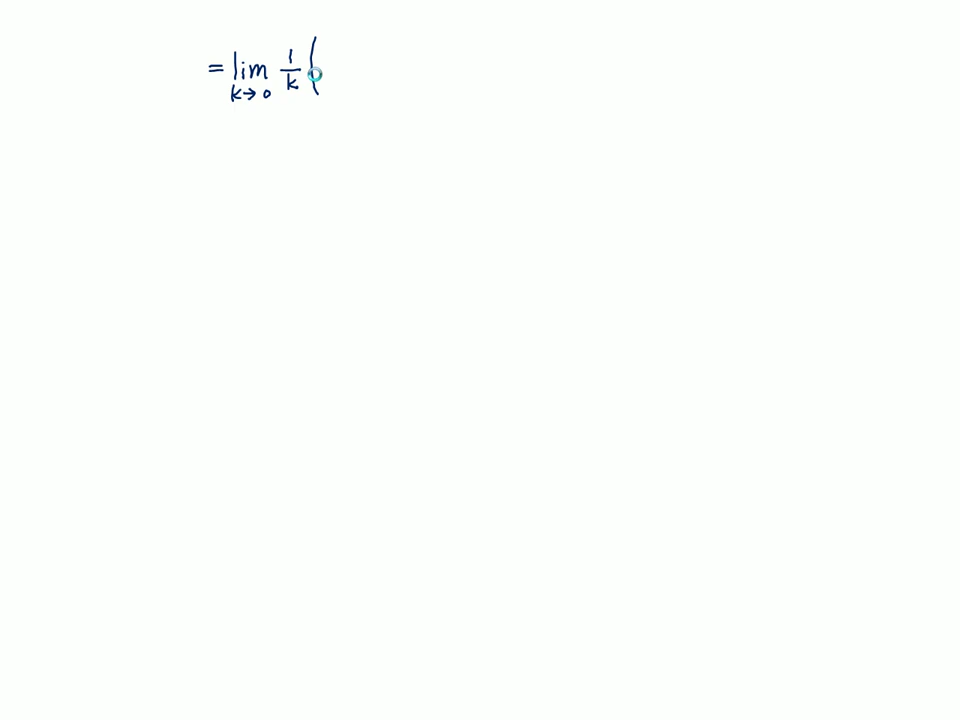 = lim 1/k (
k→0